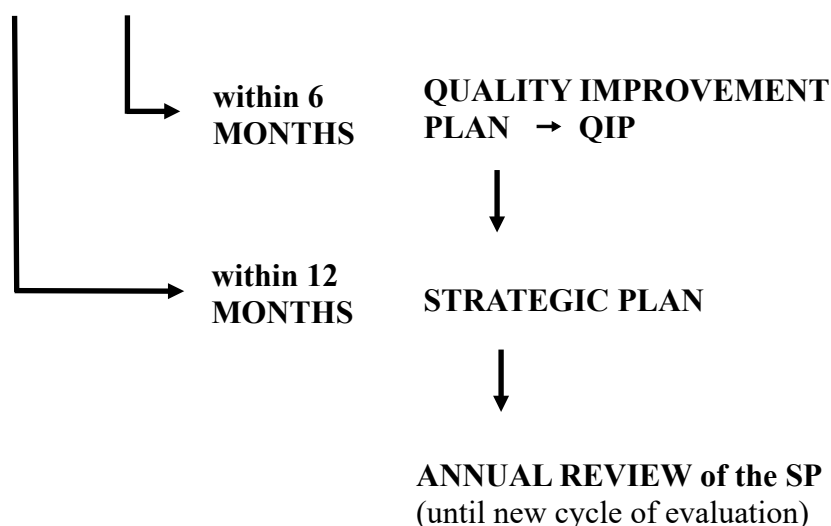 within 6
MONTHS
QUALITY IMPROVEMENT
PLAN → QIP
within 12
MONTHS
STRATEGIC PLAN
ANNUAL REVIEW of the SP
(until new cycle of evaluation)